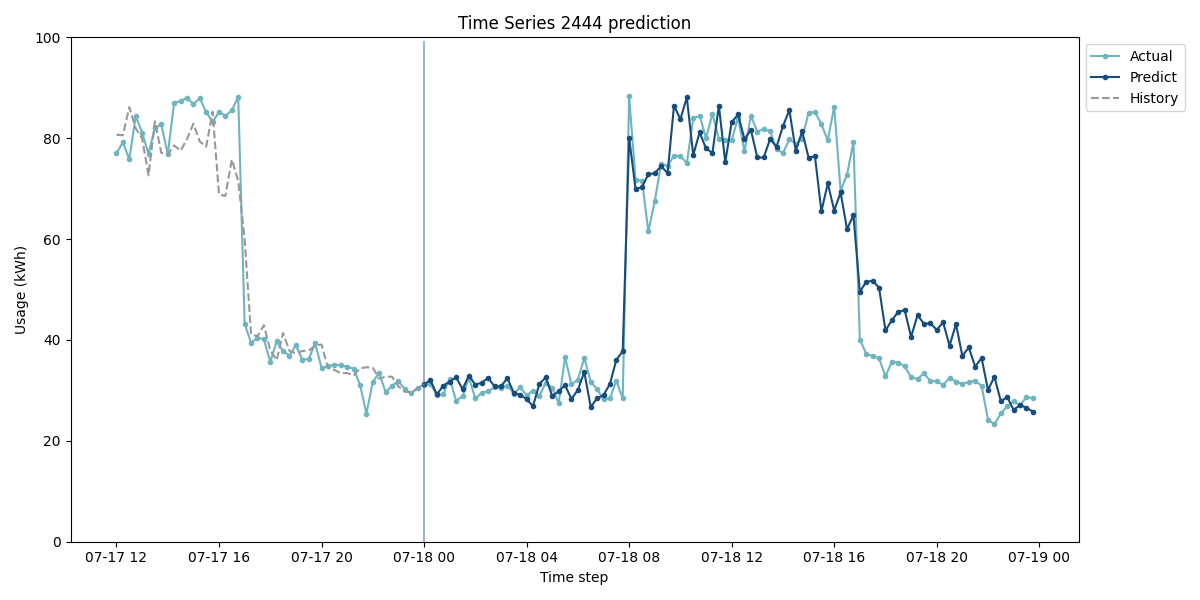 Time Series 2444 prediction
Usage (kWh)
100
80
60
40
20
0
07-17 12
07-17 16
07-17 20
07-18 00
07-18 04
07-18 08
07-18 12
07-18 16
07-18 20
07-19 00
Time step
Actual
Predict
History